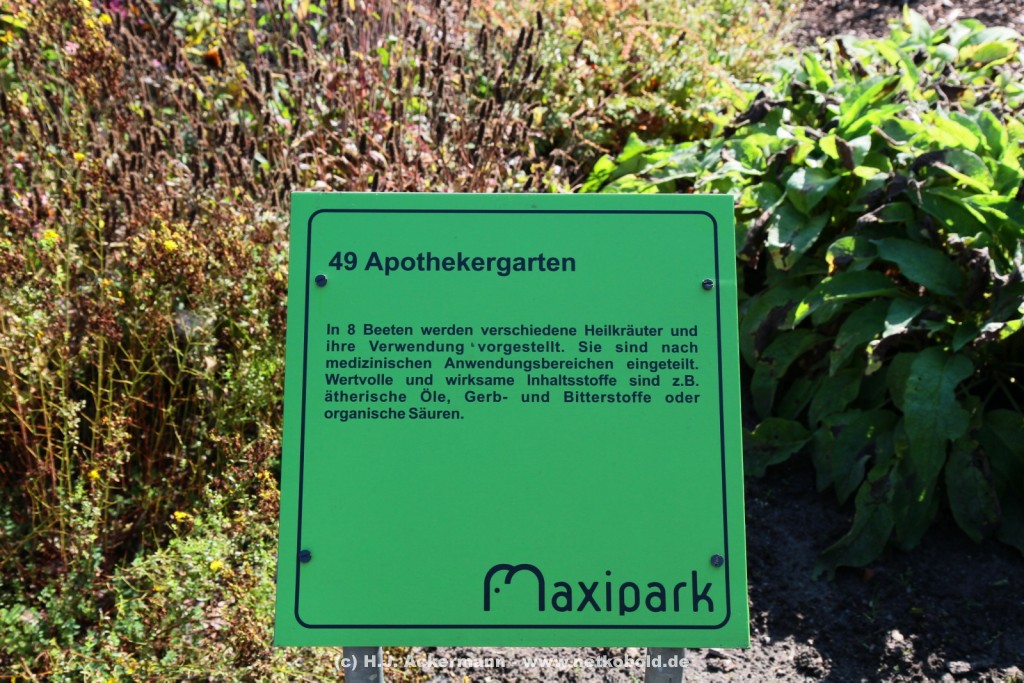 49 Apothekergarten
In 8 Beeten werden verschiedene Heilkräuter und
ihre Verwendung vorgestellt. Sie sind nach
medizinischen Anwendungsbereichen eingeteilt.
Wertvolle und wirksame Inhaltsstoffe sind z.B.
ätherische Öle, Gerb- und Bitterstoffe oder
organische Säuren.
Maxipark
(c) H.J. Ackermann - www.netkobold.de